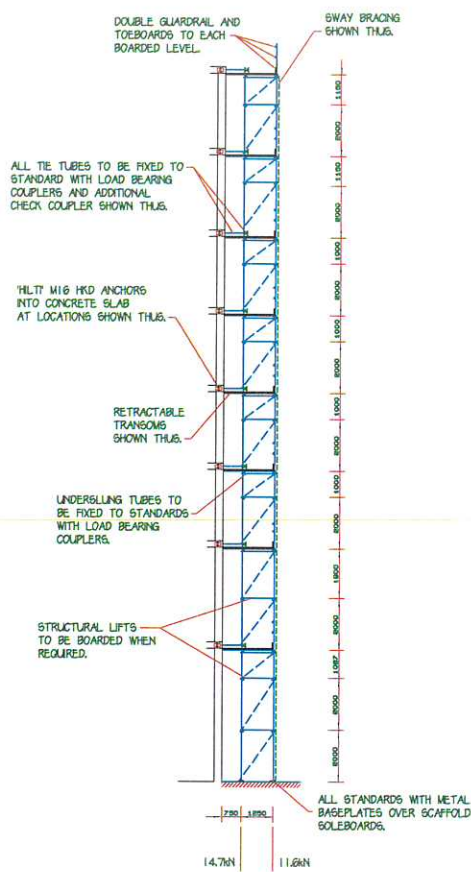 DOUBLE GUARDRAIL AND
TOEBOARDS TO EACH
BOARDED LEVEL.
SWAY BRACING
SHOWN THUS.
ALL TIE TUBES TO BE FIXED TO
STANDARD WITH LOAD BEARING
COUPLERS AND ADDITIONAL
CHECK COUPLER SHOWN THUS.
'HILTI' M16 HKD ANCHORS
INTO CONCRETE SLAB
AT LOCATIONS SHOWN THUS.
RETRACTABLE
TRANSOMS
SHOWN THUS.
UNDERSLUNG TUBES TO
BE FIXED TO STANDARDS
WITH LOAD BEARING
COUPLERS.
STRUCTURAL LIFTS
TO BE BOARDED WHEN
REQUIRED.
1150
2000
1150
2000
1000
2000
1000
2000
1000
2000
1000
2000
1900
2000
1087
2000
2000
ALL STANDARDS WITH METAL
BASEPLATES OVER SCAFFOLD
SOLEBOARDS.
750
1250
14.7kN
11.6kN